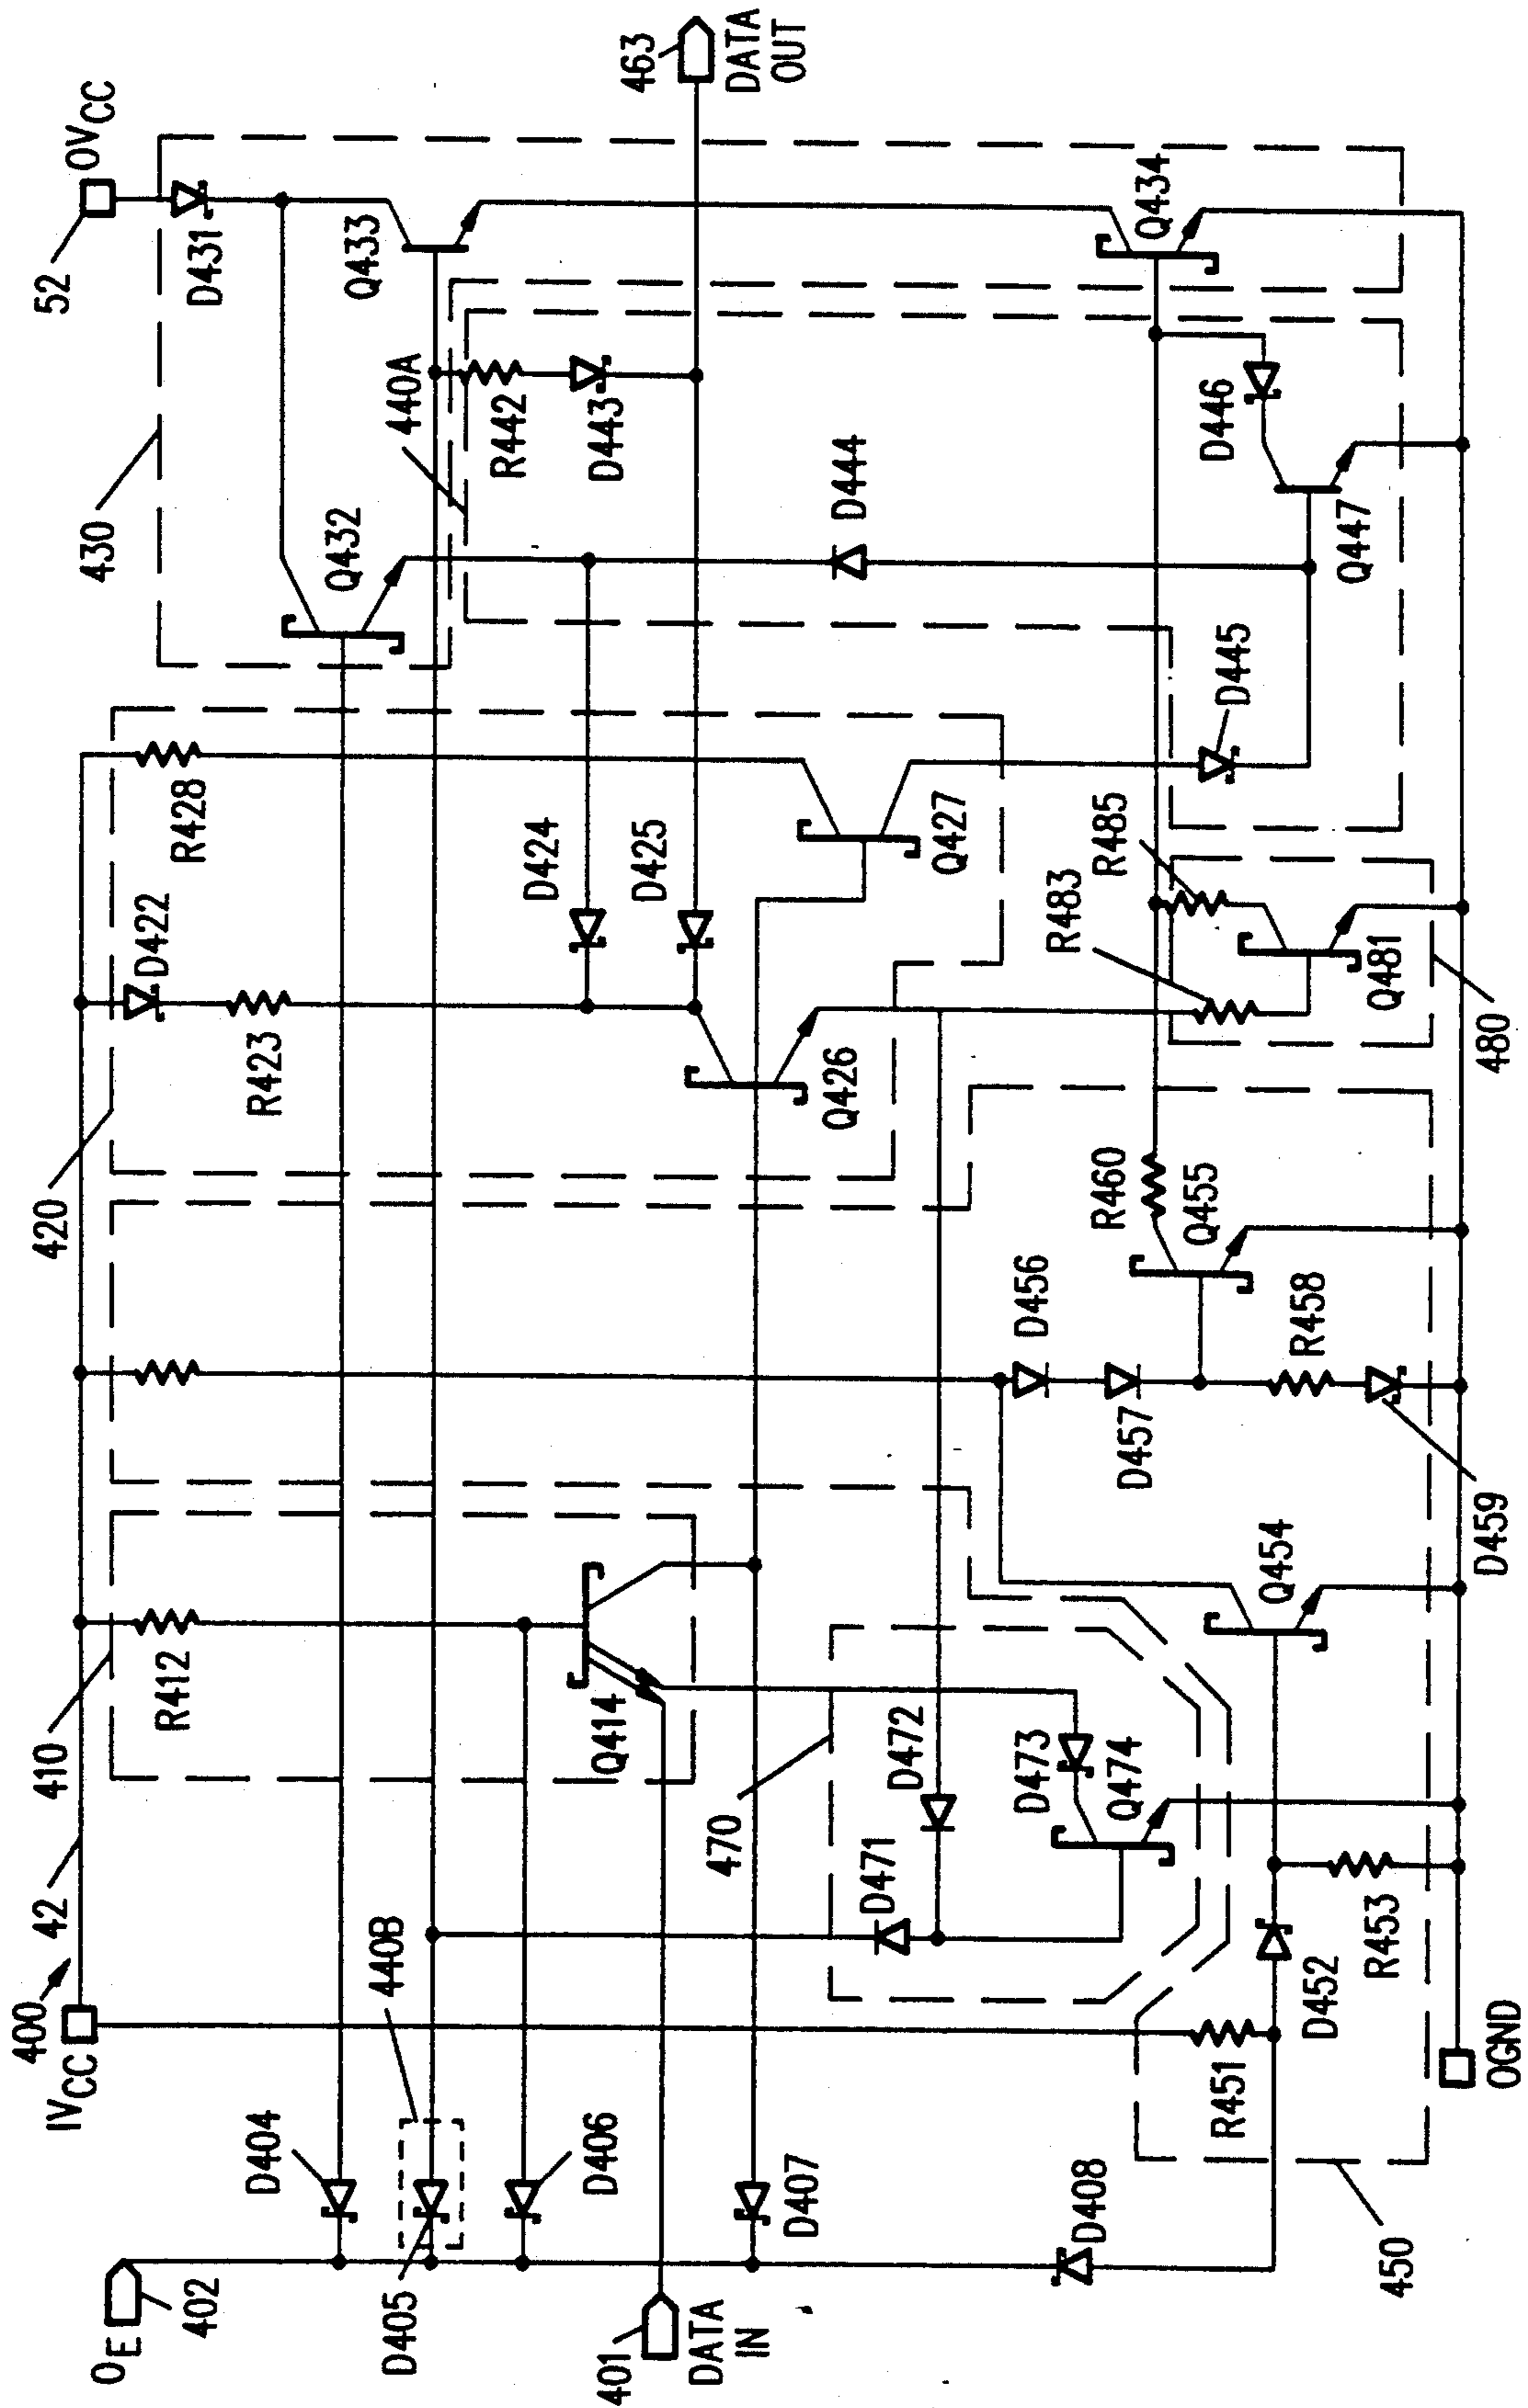 52
OVCC
D431
463
DATA
OUT
430
Q433
440A
R442
D443
Q432
D444
Q434
D446
Q447
D445
R428
D424
D425
Q427
D422
R423
R485
R483
Q426
Q481
480
420
R460
Q455
D456
D457
R458
D459
410
R412
Q414
Q454
470
D472
D473
Q474
D471
42
400
IVCC
440B
D452
R453
OGND
R451
D404
D406
D407
D408
450
OE
402
D405
401
DATA
IN